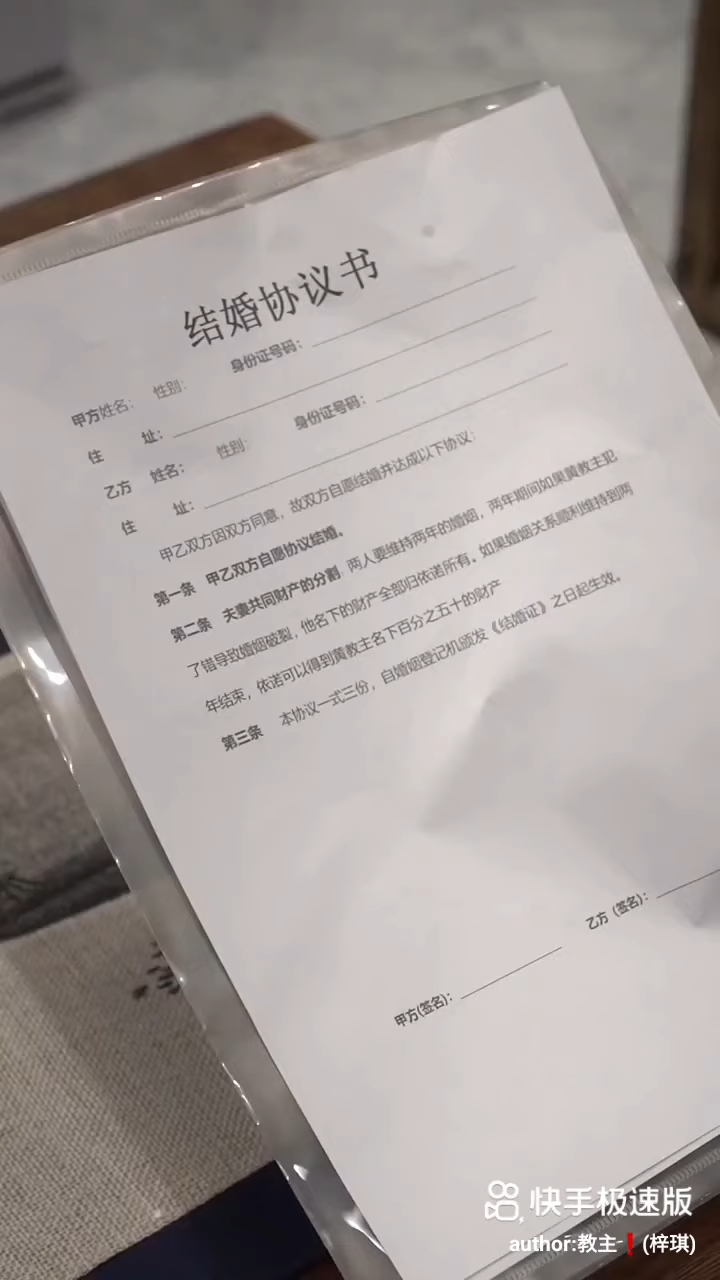 结婚协议书
甲方姓名： 性别： 身份证号码：
住 址：
乙方 姓名： 性别： 身份证号码：
住 址：
甲乙双方因双方同意，故双方自愿结婚并达成以下协议：
第一条 甲乙双方自愿协议结婚。
第二条 夫妻共同财产的分割 两人要维持两年的婚姻，两年期间如果黄教主犯
了错导致婚姻破裂，他名下的财产全部归依诺所有。如果婚姻关系顺利维持到两
年结束，依诺可以得到黄教主名下百分之五十的财产
第三条 本协议一式三份，自婚姻登记机颁发《结婚证》之日起生效。
甲方(签名)： 乙方（签名)：
快手极速版
author:教主❗(梓琪)